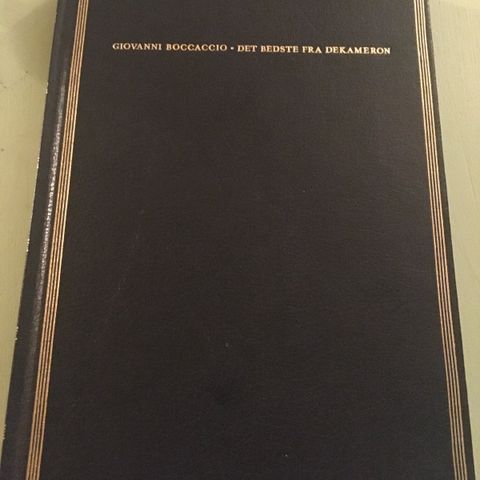 GIOVANNI BOCCACCIO · DET BEDSTE FRA DEKAMERON